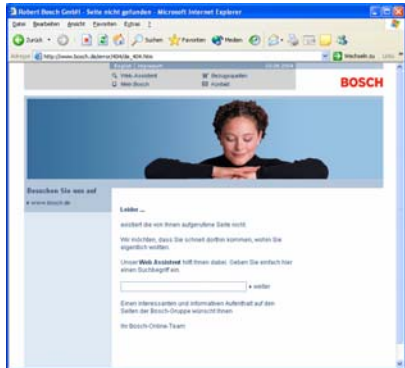 Robert Bosch GmbH - Seite nicht gefunden - Microsoft Internet Explorer
Datei Bearbeiten Ansicht Favoriten Extras ?
Zurück Suchen Favoriten Medien
http://www.bosch.de/error/404/de_404.htm Wechseln zu Links
English | Impressum
Web-Assistent Bezugsquellen
Mein Bosch Kontakt
BOSCH
Besuchen Sie uns auf
www.bosch.de
Leider ...
existiert die von Ihnen aufgerufene Seite nicht.
Wir möchten, dass Sie schnell dorthin kommen, wohin Sie
eigentlich wollten.
Unser Web Assistent hilft Ihnen dabei. Geben Sie einfach hier
einen Suchbegriff ein.
weiter
Einen interessanten und informativen Aufenthalt auf den
Seiten der Bosch-Gruppe wünscht Ihnen
Ihr Bosch-Online-Team